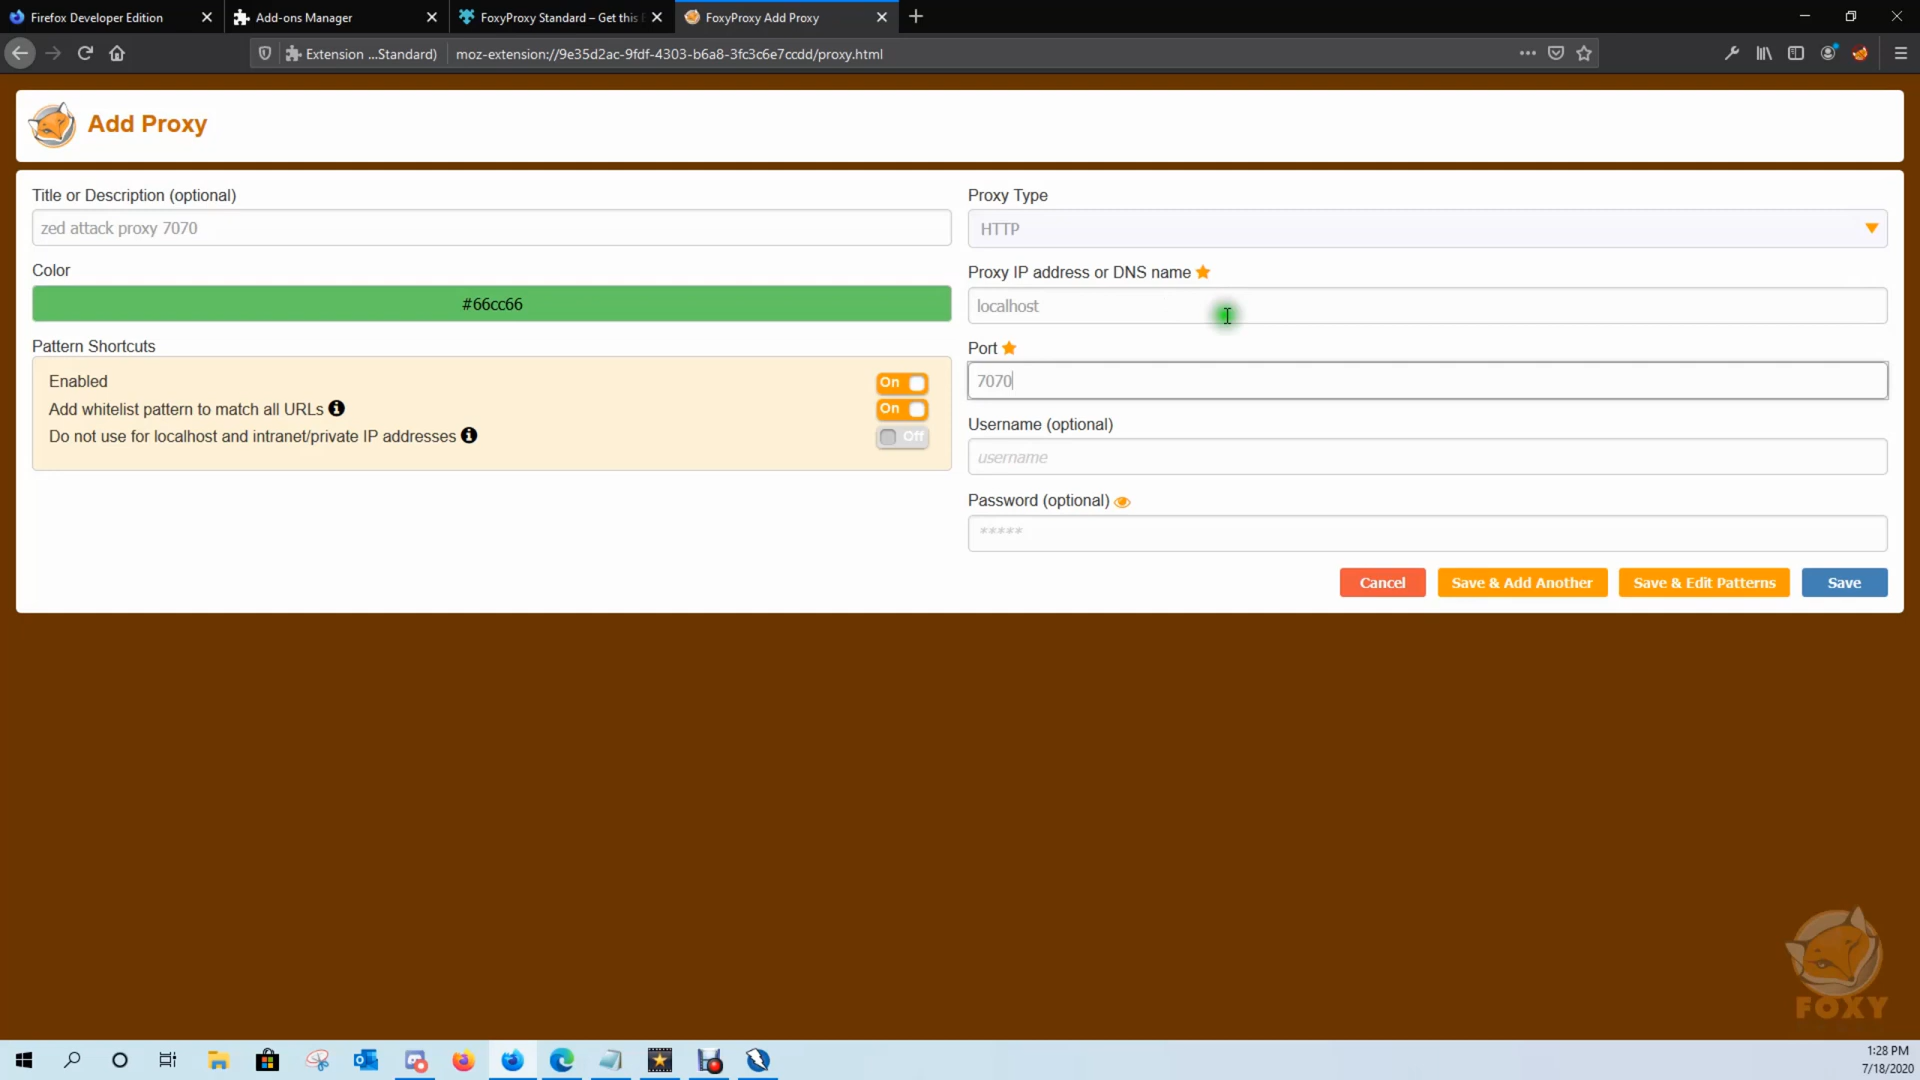 Firefox Developer Edition
Add-ons Manager
FoxyProxy Standard – Get this
FoxyProxy Add Proxy
Extension ...Standard)
moz-extension://9e35d2ac-9fdf-4303-b6a8-3fc3c6e7ccdd/proxy.html
Add Proxy
Title or Description (optional)
zed attack proxy 7070
Color
#66cc66
Pattern Shortcuts
Enabled
On
Add whitelist pattern to match all URLs
On
Do not use for localhost and intranet/private IP addresses
Off
Proxy Type
HTTP
Proxy IP address or DNS name
localhost
Port
7070
Username (optional)
username
Password (optional)
*****
Cancel
Save & Add Another
Save & Edit Patterns
Save
FOXY
1:28 PM
7/18/2020